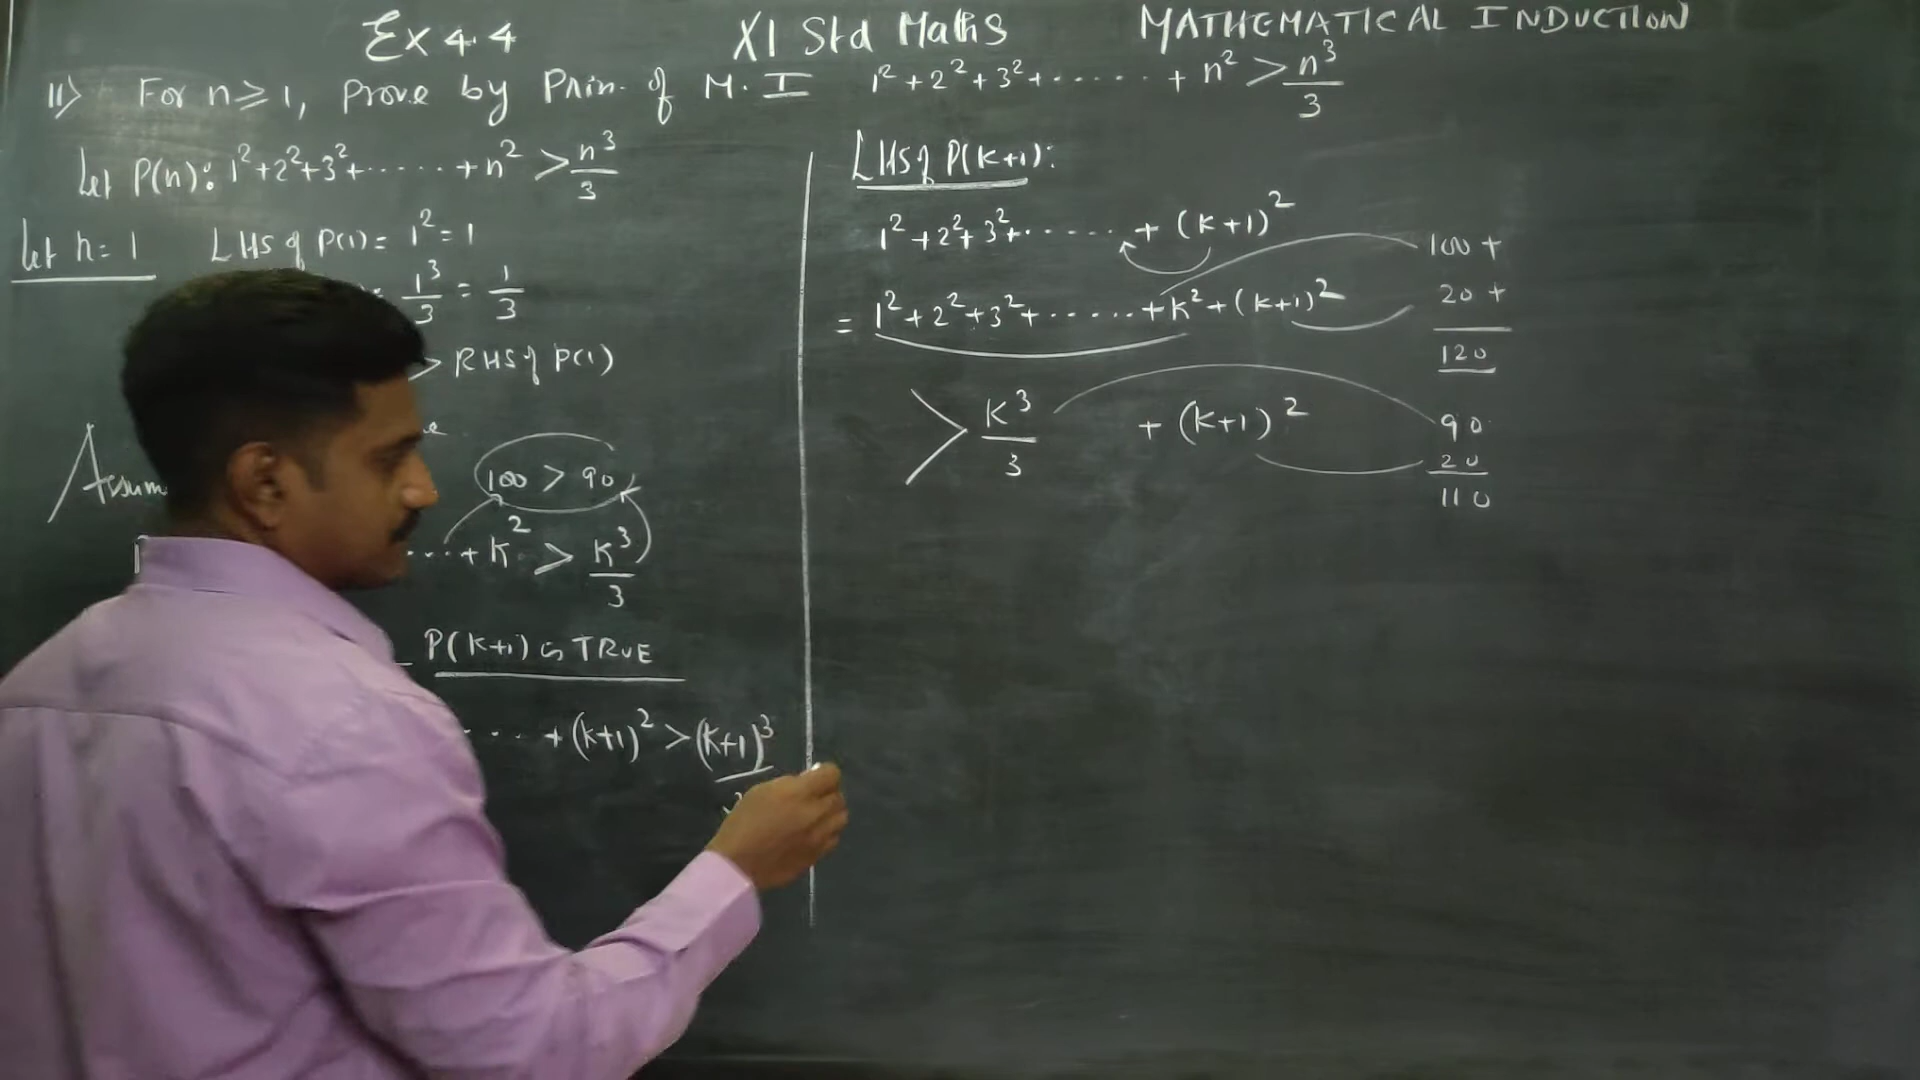 Ex 4.4 XI Std Maths MATHEMATICAL INDUCTION
11) For n ≥ 1, prove by Prin. of M.I 1² + 2² + 3² + ...... + n² > n³/3
Let P(n): 1² + 2² + 3² + ...... + n² > n³/3
Let n = 1 LHS of P(1) = 1² = 1
= 1³/3 = 1/3
> RHS of P(1)
Assum
100 > 90
... + k² > k³/3
P(k+1) is TRUE
.... + (k+1)² > (k+1)³
LHS of P(k+1):
1² + 2² + 3² + ...... + (k+1)²
= 1² + 2² + 3² + ...... + k² + (k+1)²
> k³/3 + (k+1)²
100 +
20 +
120
90
20
110